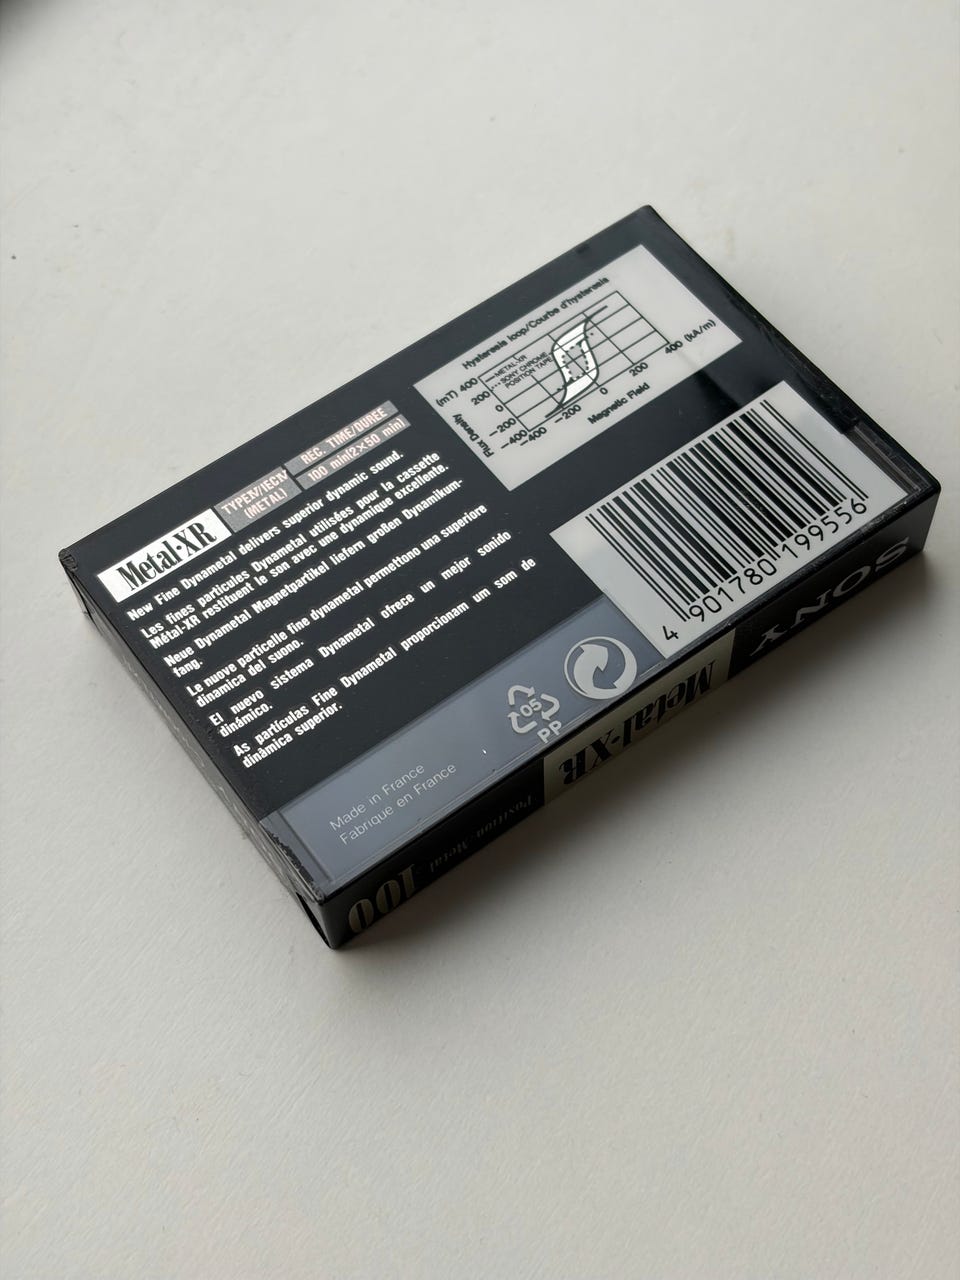 Metal·XR
TYPEIV/IECIV
(METAL)
REC. TIME/DURÉE
100 min(2×50 min)
New Fine Dynametal delivers superior dynamic sound.
Les fines particules Dynametal utilisées pour la cassette
Métal-XR restituent le son avec une dynamique excellente.
Neue Dynametal Magnetpartikel liefern großen Dynamikum-
fang.
Le nuove particelle fine dynametal permettono una superiore
dinamica del suono.
El nuevo sistema Dynametal ofrece un mejor sonido
dinámico.
As partículas Fine Dynametal proporcionam um som de
dinâmica superior.
Made in France
Fabriqué en France
05
PP
Hysteresis loop/Courbe d'hysteresis
METAL-XR
SONY CHROME
POSITION TAPE
(mT) 400
200
0
-200
-400
Flux Density
-400
-200
0
200
400 (kA/m)
Magnetic Field
4 901780 199556
SONY
Metal·XR
Position·Metal
100